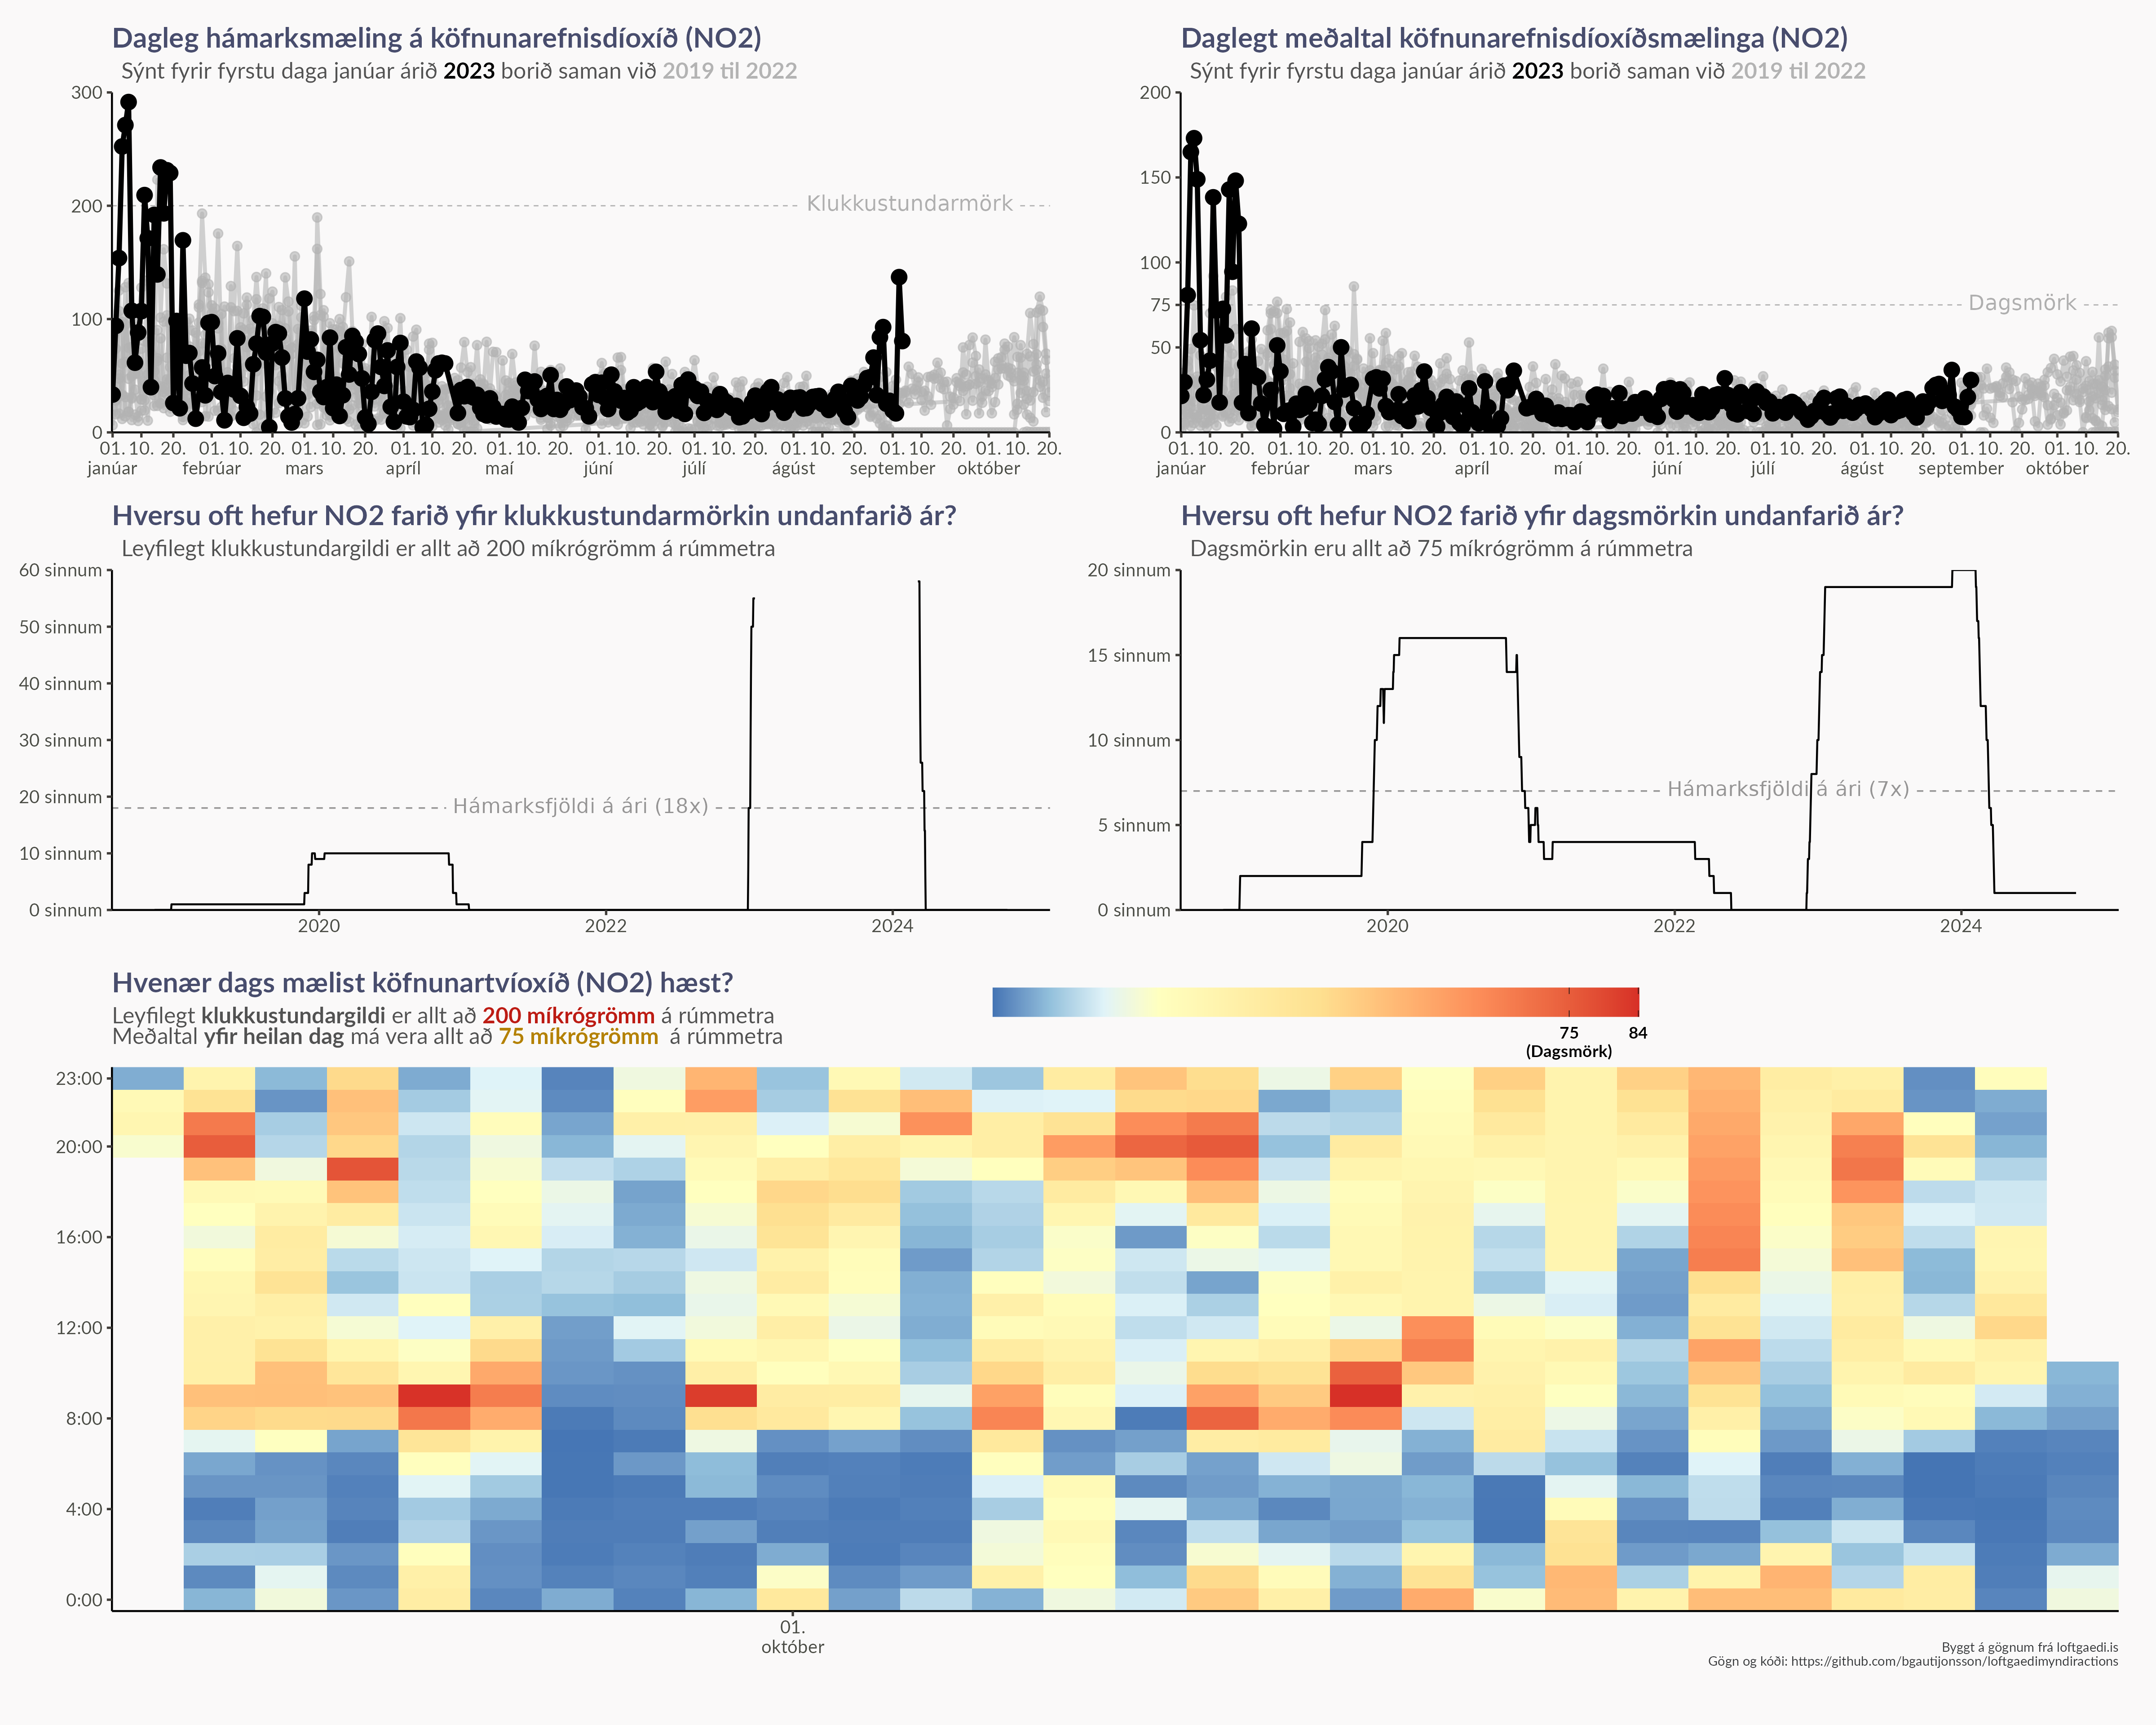 Dagleg hámarksmæling á köfnunarefnisdíoxíð (NO2)
Sýnt fyrir fyrstu daga janúar árið 2023 borið saman við 2019 til 2022
300
200
100
0
Klukkustundarmörk
01. 10. 20. 01. 10. 20. 01. 10. 20. 01. 10. 20. 01. 10. 20. 01. 10. 20. 01. 10. 20. 01. 10. 20. 01. 10. 20. 01. 10. 20.
janúar febrúar mars apríl maí júní júlí ágúst september október
Daglegt meðaltal köfnunarefnisdíoxíðsmælinga (NO2)
Sýnt fyrir fyrstu daga janúar árið 2023 borið saman við 2019 til 2022
200
150
100
75
50
0
Dagsmörk
01. 10. 20. 01. 10. 20. 01. 10. 20. 01. 10. 20. 01. 10. 20. 01. 10. 20. 01. 10. 20. 01. 10. 20. 01. 10. 20. 01. 10. 20.
janúar febrúar mars apríl maí júní júlí ágúst september október
Hversu oft hefur NO2 farið yfir klukkustundarmörkin undanfarið ár?
Leyfilegt klukkustundargildi er allt að 200 míkrógrömm á rúmmetra
60 sinnum
50 sinnum
40 sinnum
30 sinnum
20 sinnum
10 sinnum
0 sinnum
Hámarksfjöldi á ári (18x)
2020 2022 2024
Hversu oft hefur NO2 farið yfir dagsmörkin undanfarið ár?
Dagsmörkin eru allt að 75 míkrógrömm á rúmmetra
20 sinnum
15 sinnum
10 sinnum
5 sinnum
0 sinnum
Hámarksfjöldi á ári (7x)
2020 2022 2024
Hvenær dags mælist köfnunartvíoxíð (NO2) hæst?
Leyfilegt klukkustundargildi er allt að 200 míkrógrömm á rúmmetra
Meðaltal yfir heilan dag má vera allt að 75 míkrógrömm á rúmmetra
75 84
(Dagsmörk)
23:00
20:00
16:00
12:00
8:00
4:00
0:00
01.
október
Byggt á gögnum frá loftgaedi.is
Gögn og kóði: https://github.com/bgautijonsson/loftgaedimyndiractions